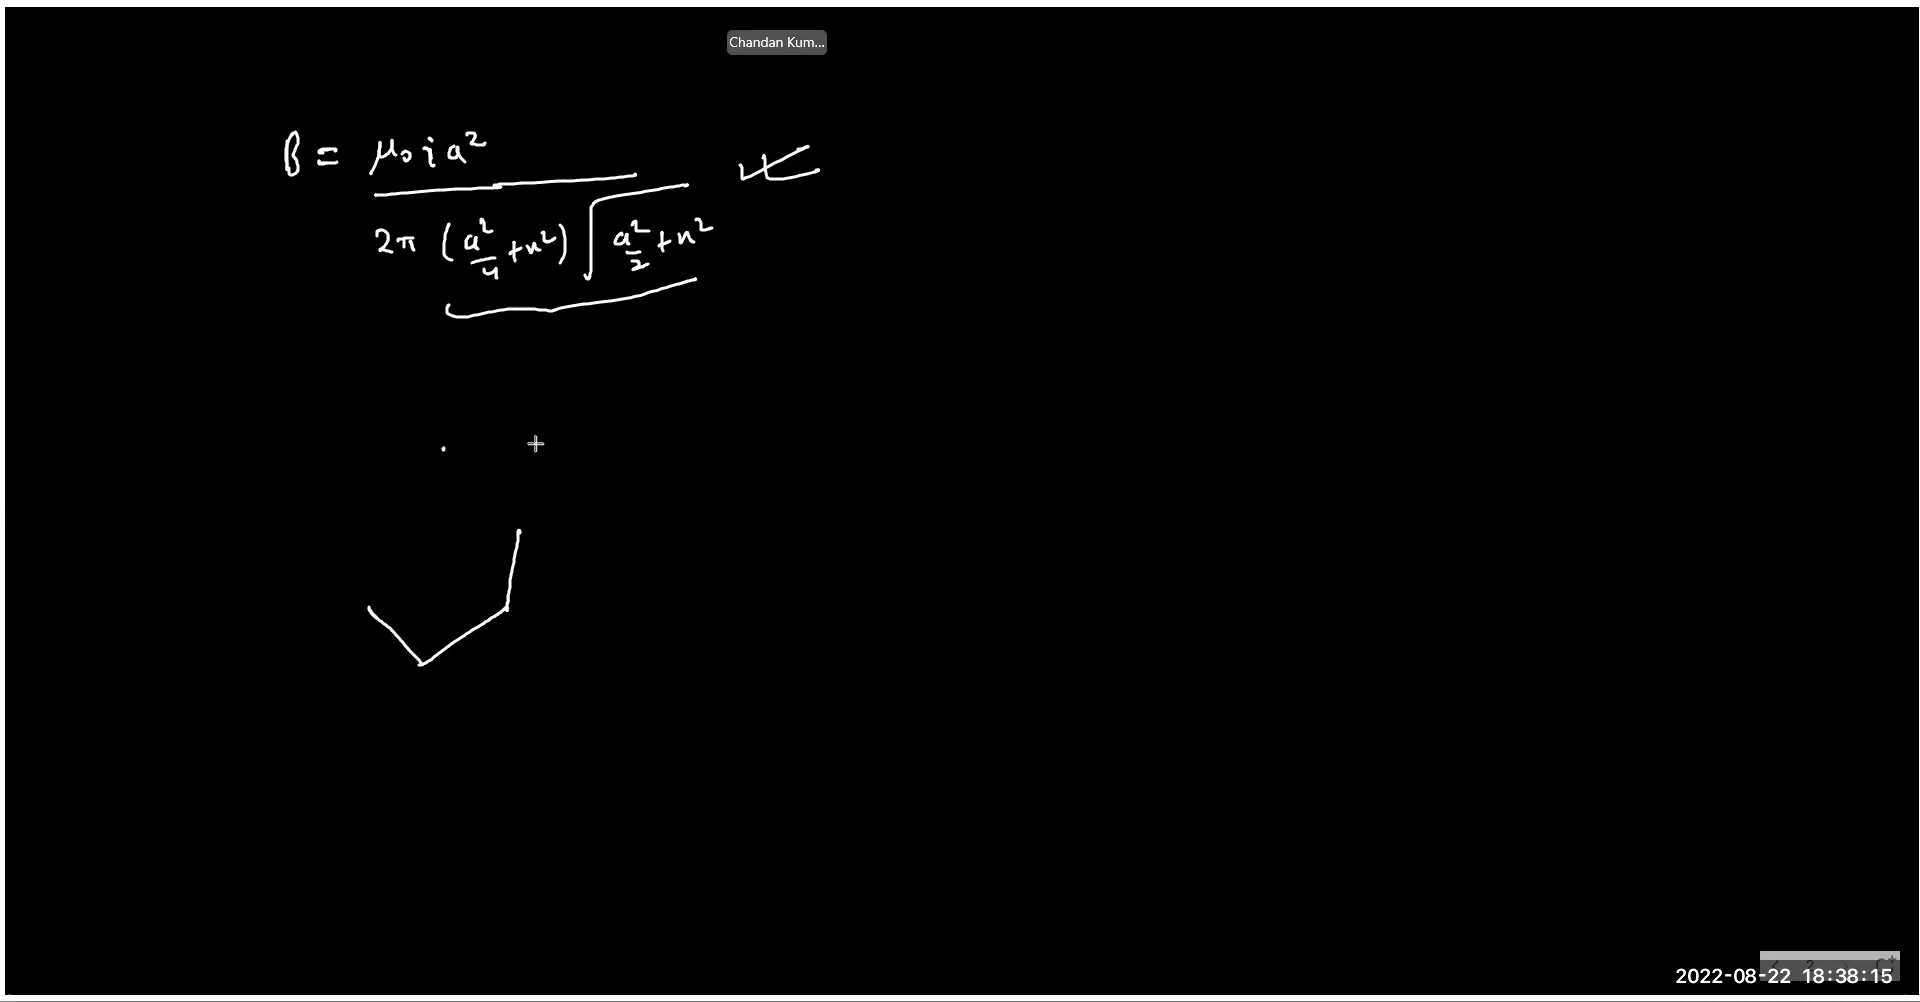 Chandan Kum...
B = μ₀ i a²
2π (a²/4 + x²) √(a²/2 + x²)
2022-08-22 18:38:15